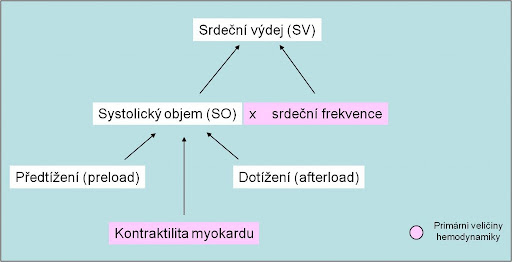 Srdeční výdej (SV)
Systolický objem (SO) x srdeční frekvence
Předtížení (preload)
Dotížení (afterload)
Kontraktilita myokardu
Primární veličiny
hemodynamiky